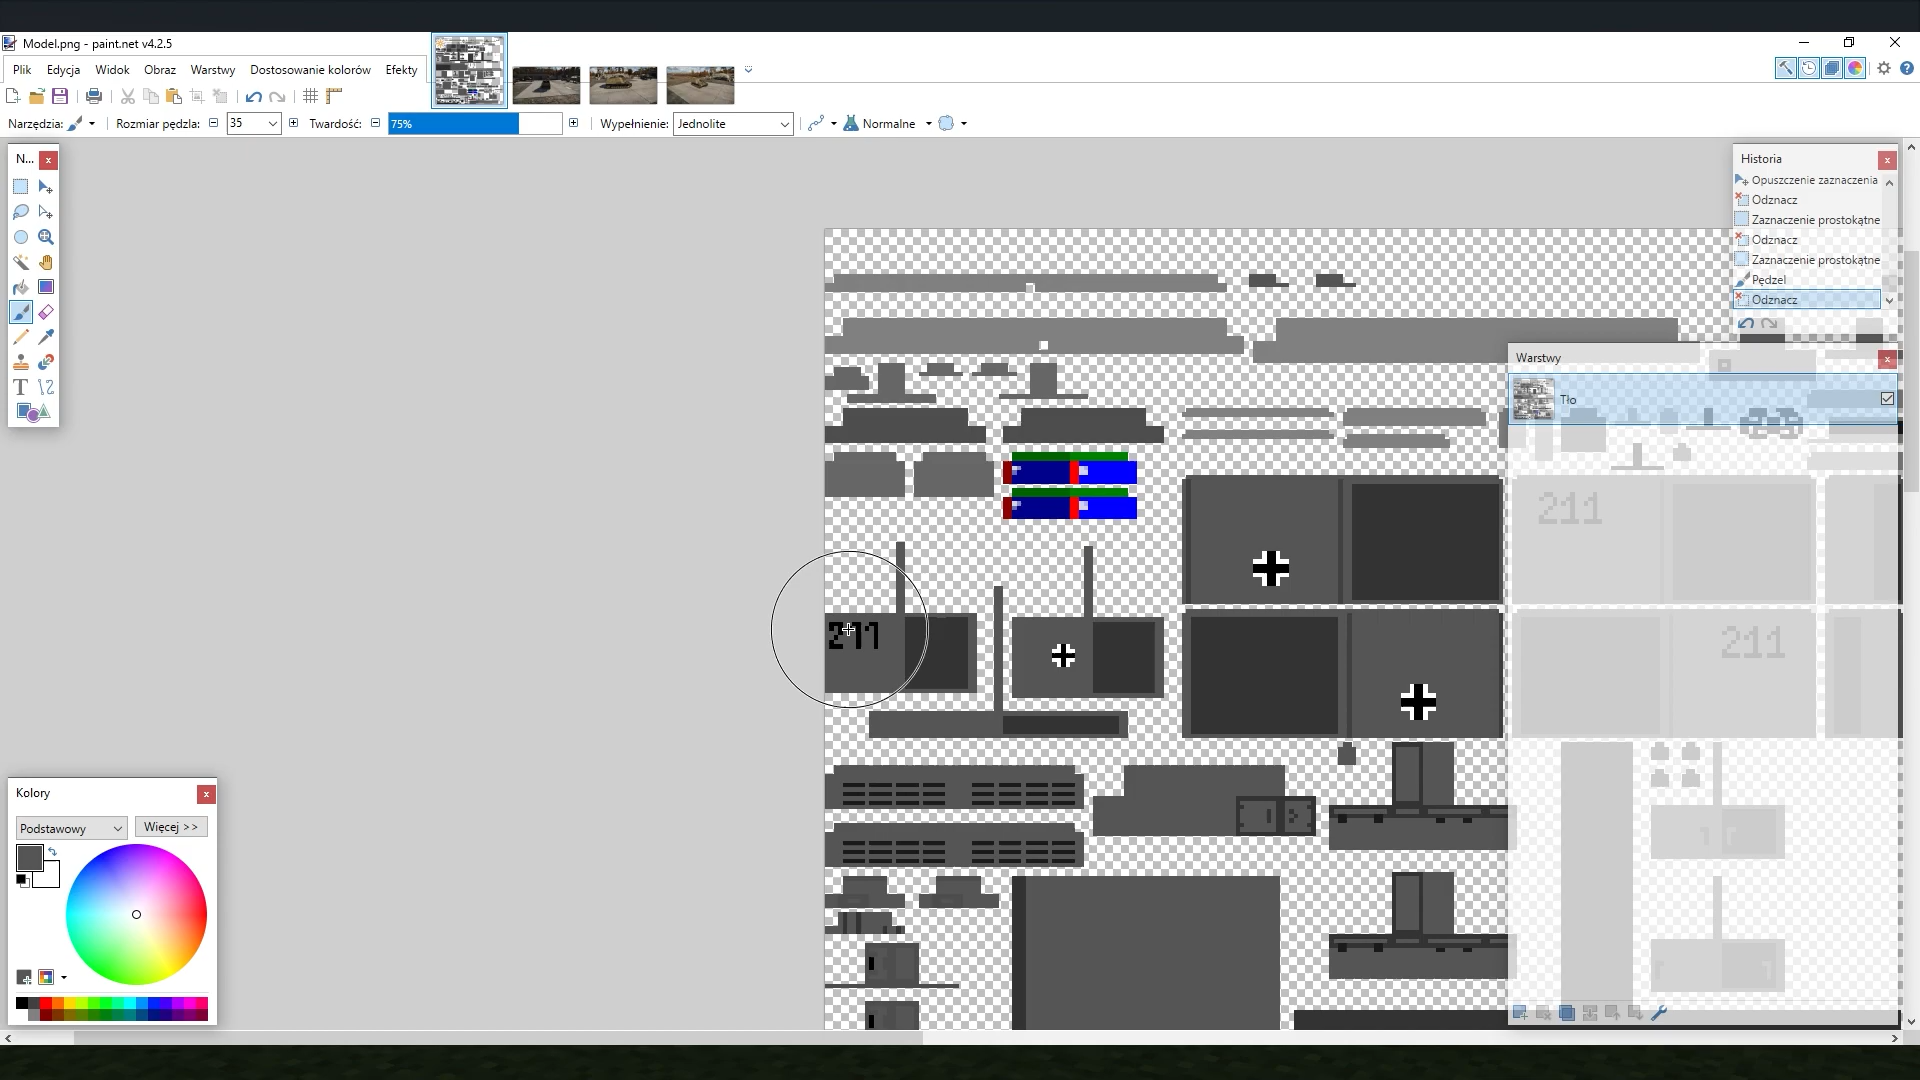 Model.png - paint.net v4.2.5
Plik Edycja Widok Obraz Warstwy Dostosowanie kolorów Efekty
Narzędzia: Rozmiar pędzla: 35 Twardość: 75% Wypełnienie: Jednolite Normalne
N...
Historia
Opuszczenie zaznaczenia
Odznacz
Zaznaczenie prostokątne
Odznacz
Zaznaczenie prostokątne
Pędzel
Odznacz
Warstwy
Tło
211
211
211
Kolory
Podstawowy Więcej >>